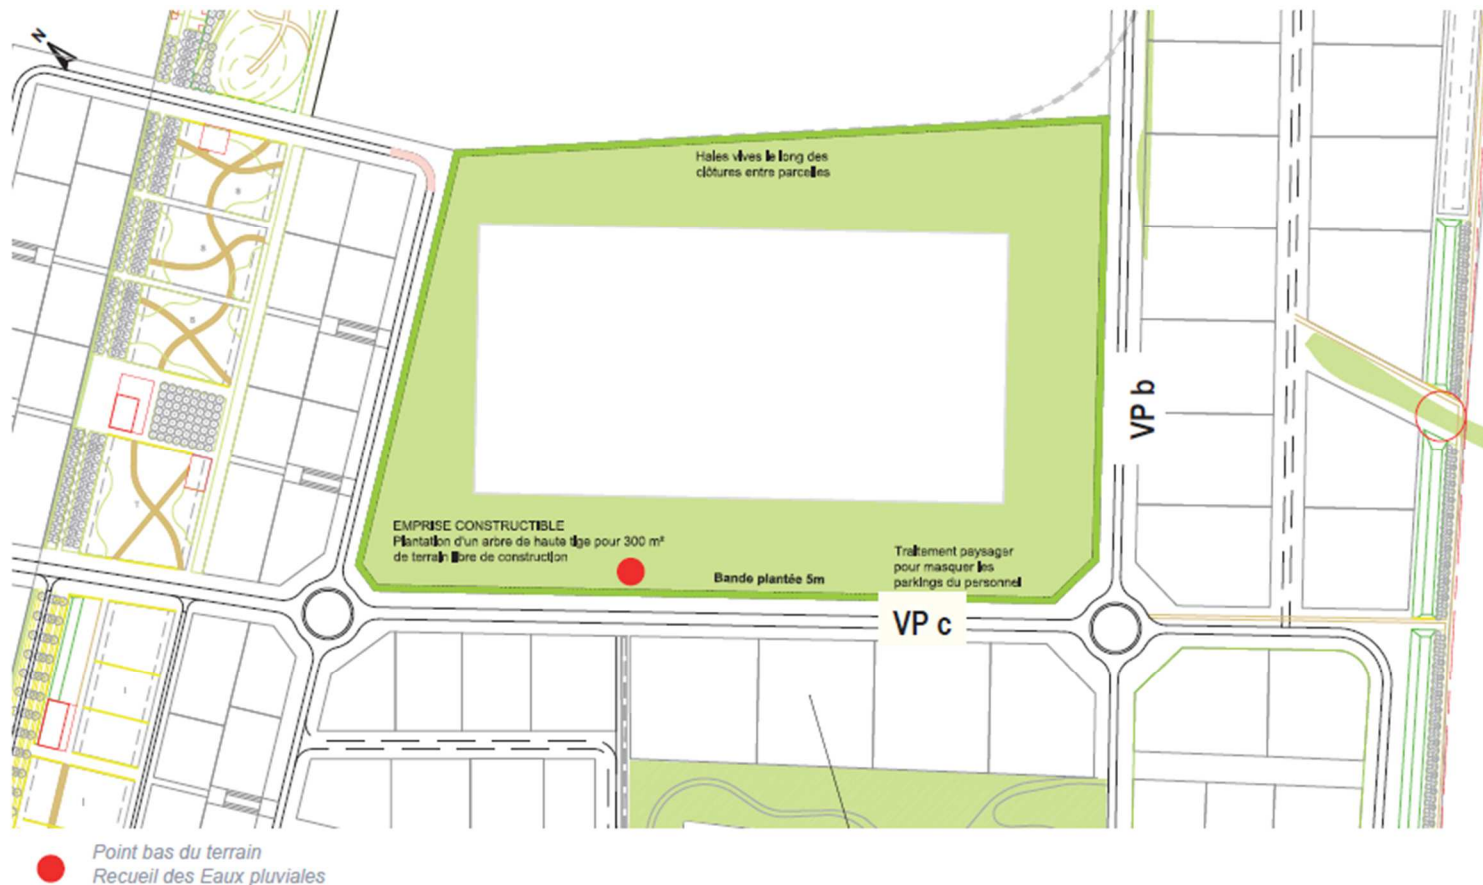 N
Haies vives le long des
clôtures entre parcelles
VP b
EMPRISE CONSTRUCTIBLE
Plantation d'un arbre de haute tige pour 300 m²
de terrain libre de construction
Traitement paysager
pour masquer les
parkings du personnel
Bande plantée 5m
VP c
Point bas du terrain
Recueil des Eaux pluviales